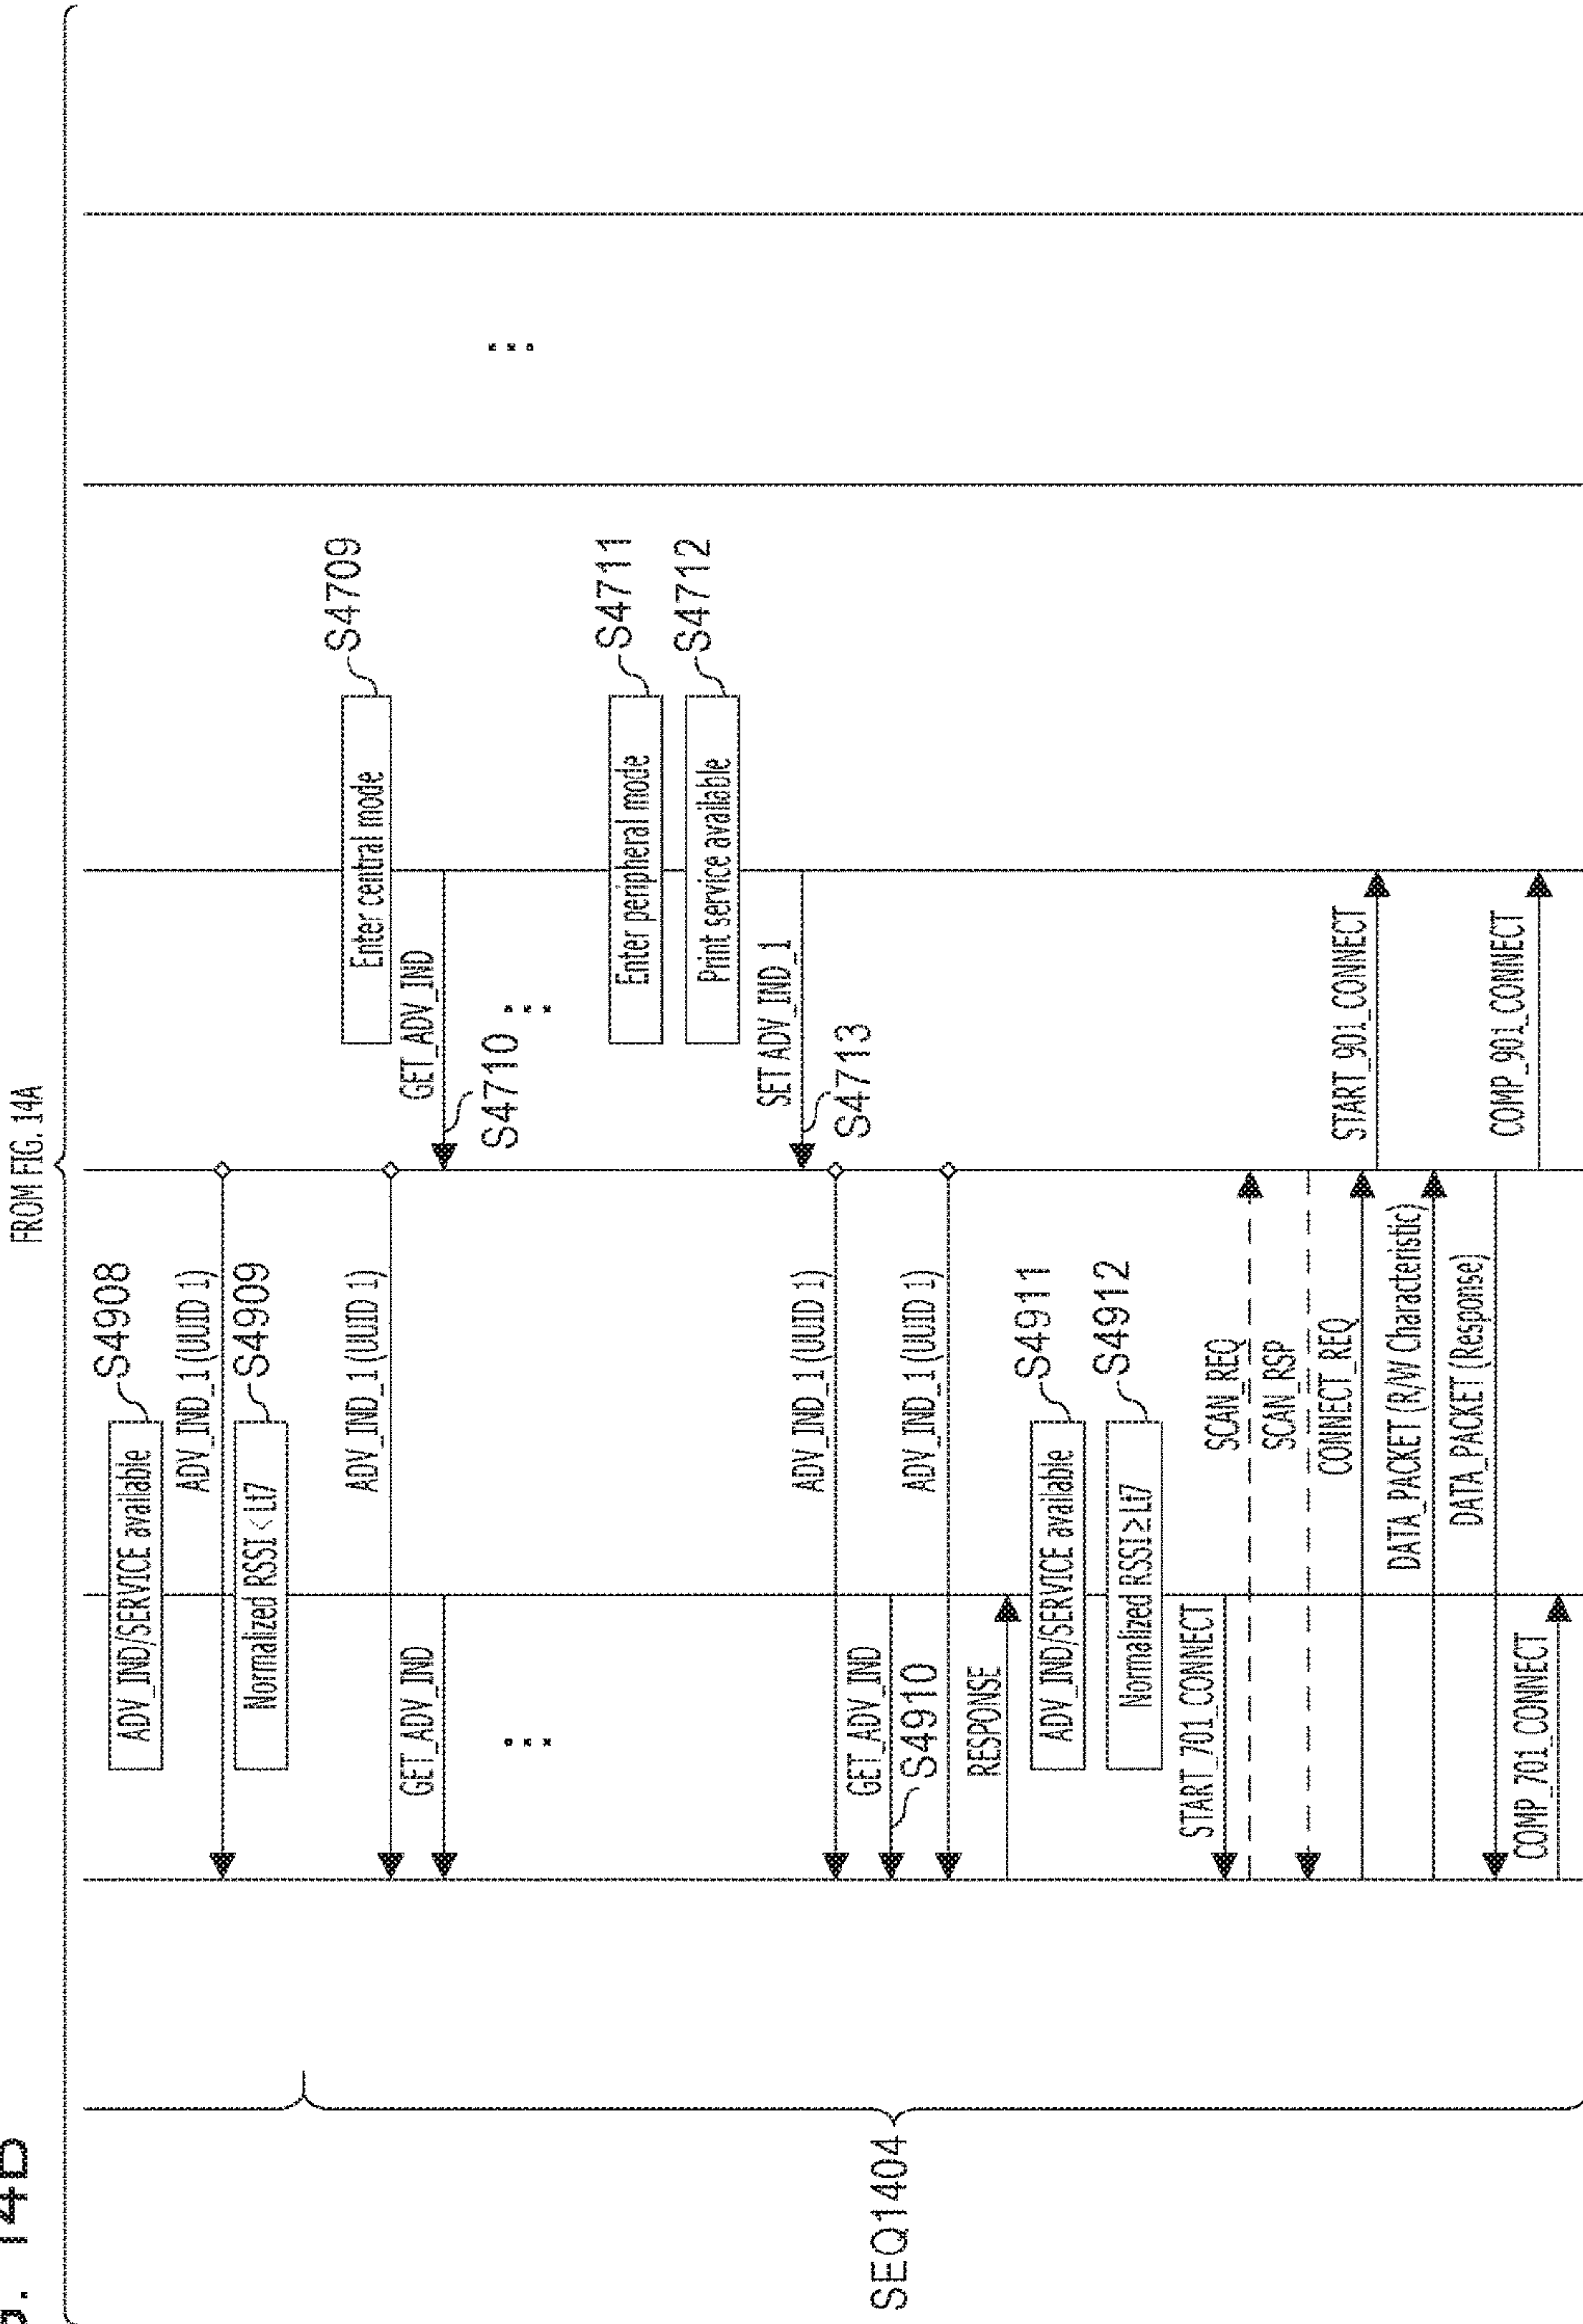 FROM FIG. 14A
ADV_IND/SERVICE available
S4908
ADV_IND_1 (UUID 1)
Normalized RSSI < Lt7
S4909
ADV_IND_1 (UUID 1)
Enter central mode
S4709
GET_ADV_IND
GET_ADV_IND
S4710
Enter peripheral mode
S4711
Print service available
S4712
SET ADV_IND_1
S4713
ADV_IND_1 (UUID 1)
GET_ADV_IND
S4910
ADV_IND_1 (UUID 1)
RESPONSE
ADV_IND/SERVICE available
S4911
Normalized RSSI ≥ Lt7
S4912
START_701_CONNECT
SCAN_REQ
SCAN_RSP
CONNECT_REQ
START_901_CONNECT
DATA_PACKET (R/W Characteristic)
DATA_PACKET (Response)
COMP_901_CONNECT
COMP_701_CONNECT
SEQ1404